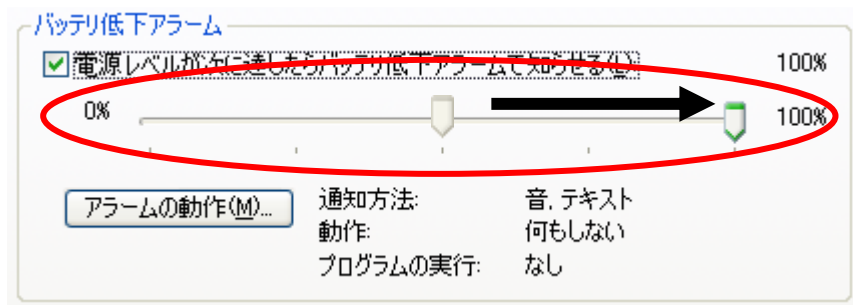 バッテリ低下アラーム
電源レベルが次に達したらバッテリ低下アラームで知らせる(L) 100%
0% 100%
アラームの動作(M)... 通知方法: 音, テキスト
動作: 何もしない
プログラムの実行: なし